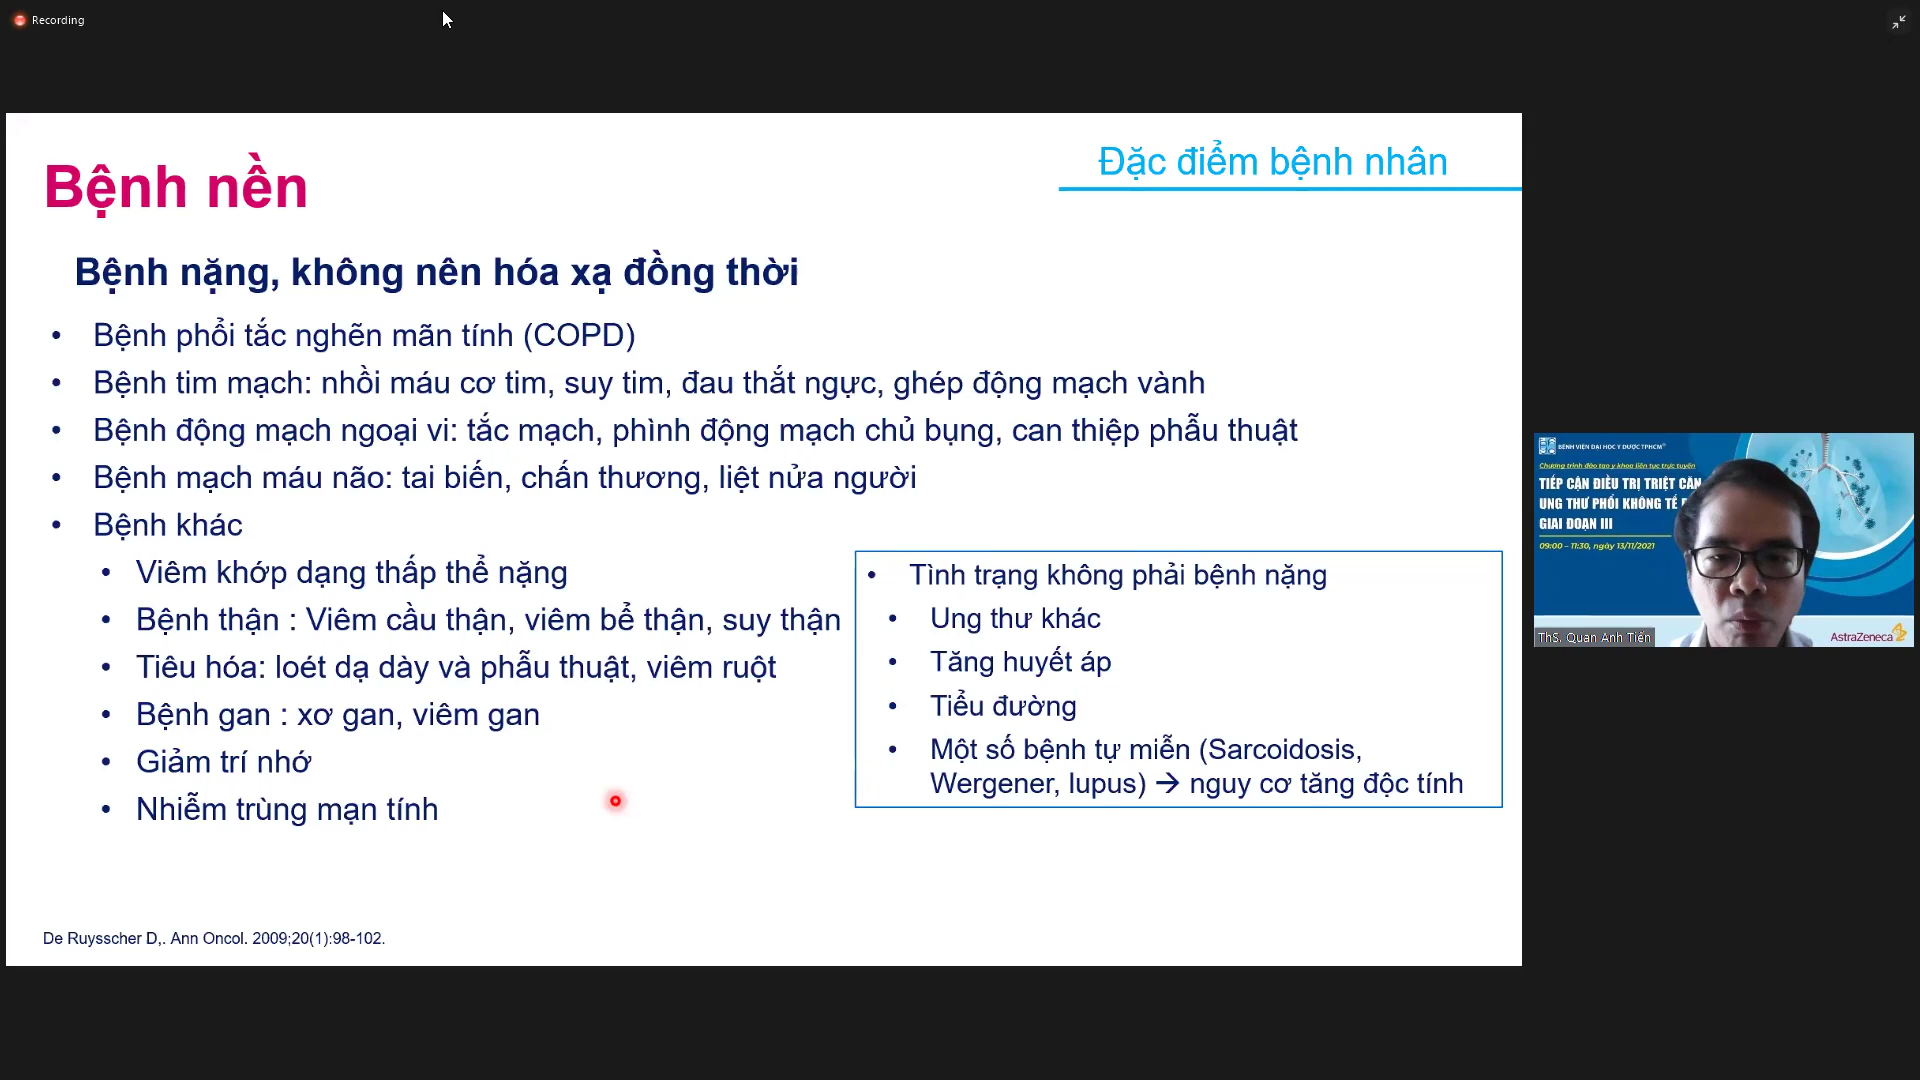 Recording
Đặc điểm bệnh nhân
Bệnh nền
Bệnh nặng, không nên hóa xạ đồng thời
• Bệnh phổi tắc nghẽn mãn tính (COPD)
• Bệnh tim mạch: nhồi máu cơ tim, suy tim, đau thắt ngực, ghép động mạch vành
• Bệnh động mạch ngoại vi: tắc mạch, phình động mạch chủ bụng, can thiệp phẫu thuật
• Bệnh mạch máu não: tai biến, chấn thương, liệt nửa người
• Bệnh khác
• Viêm khớp dạng thấp thể nặng
• Bệnh thận : Viêm cầu thận, viêm bể thận, suy thận
• Tiêu hóa: loét dạ dày và phẫu thuật, viêm ruột
• Bệnh gan : xơ gan, viêm gan
• Giảm trí nhớ
• Nhiễm trùng mạn tính
• Tình trạng không phải bệnh nặng
• Ung thư khác
• Tăng huyết áp
• Tiểu đường
• Một số bệnh tự miễn (Sarcoidosis,
Wergener, lupus) → nguy cơ tăng độc tính
De Ruysscher D,. Ann Oncol. 2009;20(1):98-102.
BỆNH VIỆN ĐẠI HỌC Y DƯỢC TPHCM
Chương trình đào tạo y khoa liên tục trực tuyến
TIẾP CẬN ĐIỀU TRỊ TRIỆT CĂN
UNG THƯ PHỔI KHÔNG TẾ
GIAI ĐOẠN III
09:00 - 11:30, ngày 13/11/2021
ThS. Quan Anh Tiến
AstraZeneca